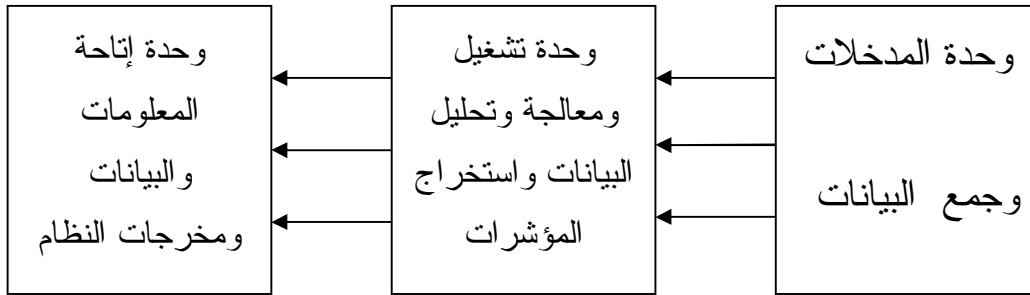 وحدة المدخلات
وجمع البيانات
وحدة تشغيل
ومعالجة وتحليل
البيانات واستخراج
المؤشرات
وحدة إتاحة
المعلومات
والبيانات
ومخرجات النظام